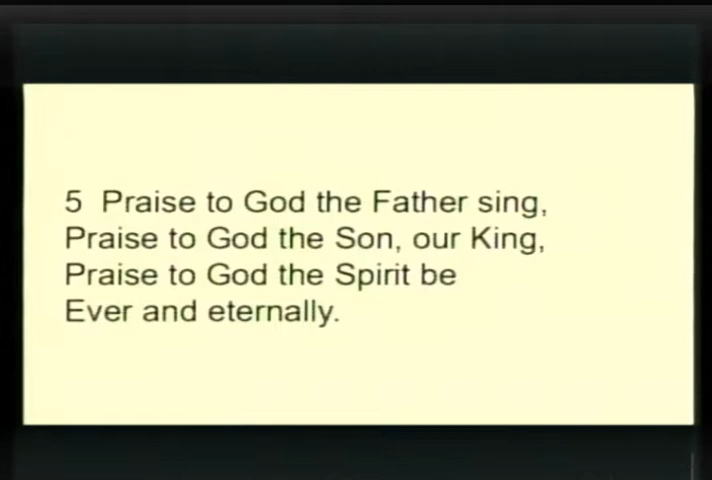 5 Praise to God the Father sing,
Praise to God the Son, our King,
Praise to God the Spirit be
Ever and eternally.